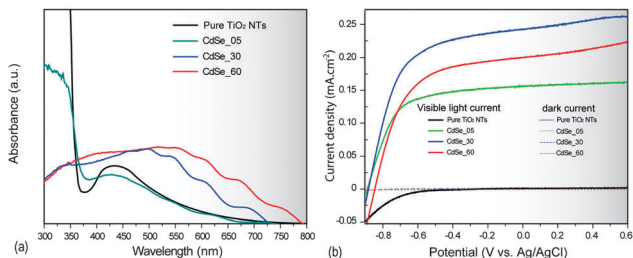 Pure TiO₂ NTs
CdSe_05
CdSe_30
CdSe_60
Absorbance (a.u.)
300 350 400 450 500 550 600 650 700 750 800
Wavelength (nm)
(a)
0.25
0.20
0.15
0.10
0.05
0
-0.05
Current density (mA.cm⁻²)
Visible light current
Pure TiO₂ NTs
CdSe_05
CdSe_30
CdSe_60
dark current
Pure TiO₂ NTs
CdSe_05
CdSe_30
CdSe_60
-0.8 -0.6 -0.4 -0.2 0.0 0.2 0.4 0.6
Potential (V vs. Ag/AgCl)
(b)